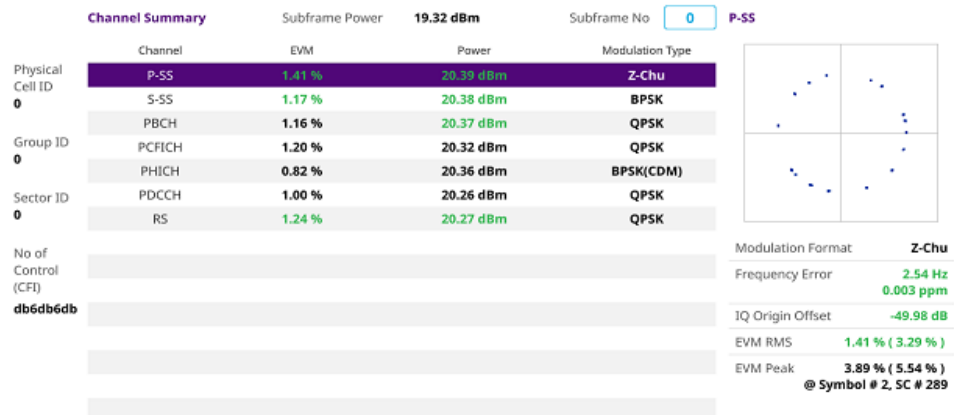 Channel Summary Subframe Power 19.32 dBm Subframe No 0 P-SS
Channel EVM Power Modulation Type
P-SS 1.41 % 20.39 dBm Z-Chu
S-SS 1.17 % 20.38 dBm BPSK
PBCH 1.16 % 20.37 dBm QPSK
PCFICH 1.20 % 20.32 dBm QPSK
PHICH 0.82 % 20.36 dBm BPSK(CDM)
PDCCH 1.00 % 20.26 dBm QPSK
RS 1.24 % 20.27 dBm QPSK
Physical
Cell ID
0
Group ID
0
Sector ID
0
No of
Control
(CFI)
db6db6db
Modulation Format Z-Chu
Frequency Error 2.54 Hz
0.003 ppm
IQ Origin Offset -49.98 dB
EVM RMS 1.41 % ( 3.29 % )
EVM Peak 3.89 % ( 5.54 % )
@ Symbol # 2, SC # 289